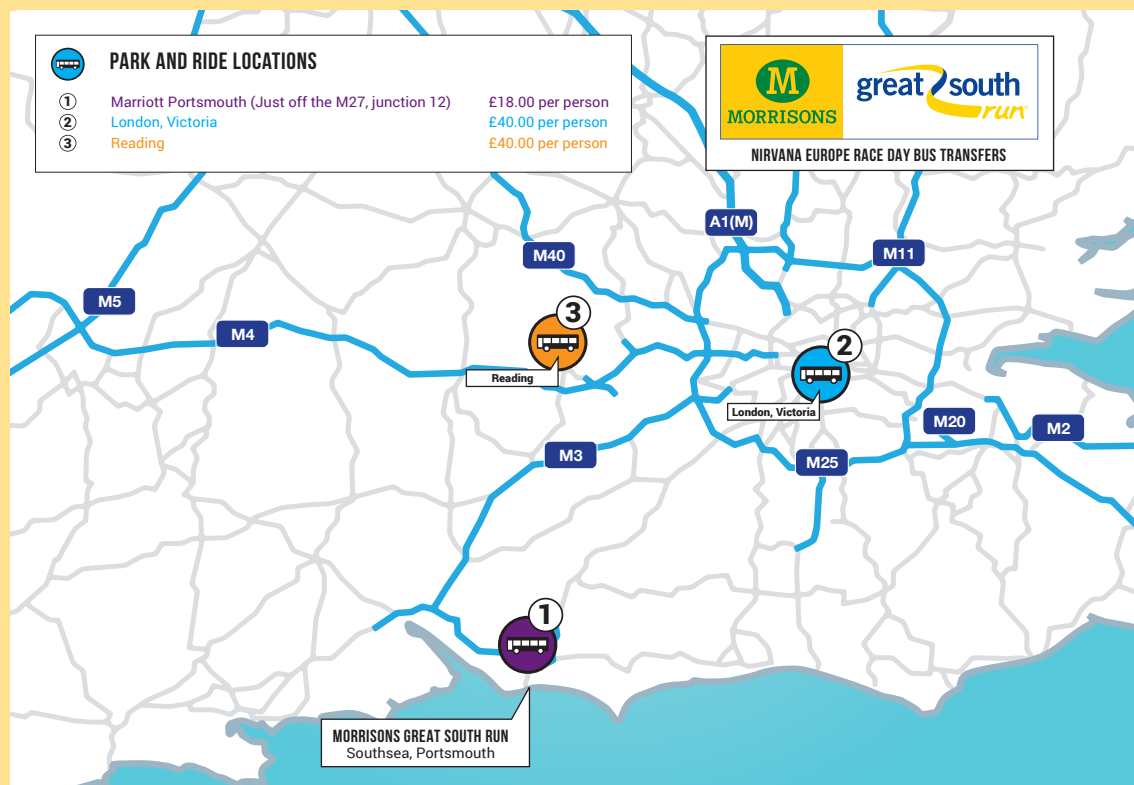 PARK AND RIDE LOCATIONS
1 Marriott Portsmouth (Just off the M27, junction 12) £18.00 per person
2 London, Victoria £40.00 per person
3 Reading £40.00 per person
M
MORRISONS
great south
run
NIRVANA EUROPE RACE DAY BUS TRANSFERS
A1(M)
M40
M11
M5
M4
3
Reading
2
London, Victoria
M20
M2
M3
M25
1
MORRISONS GREAT SOUTH RUN
Southsea, Portsmouth